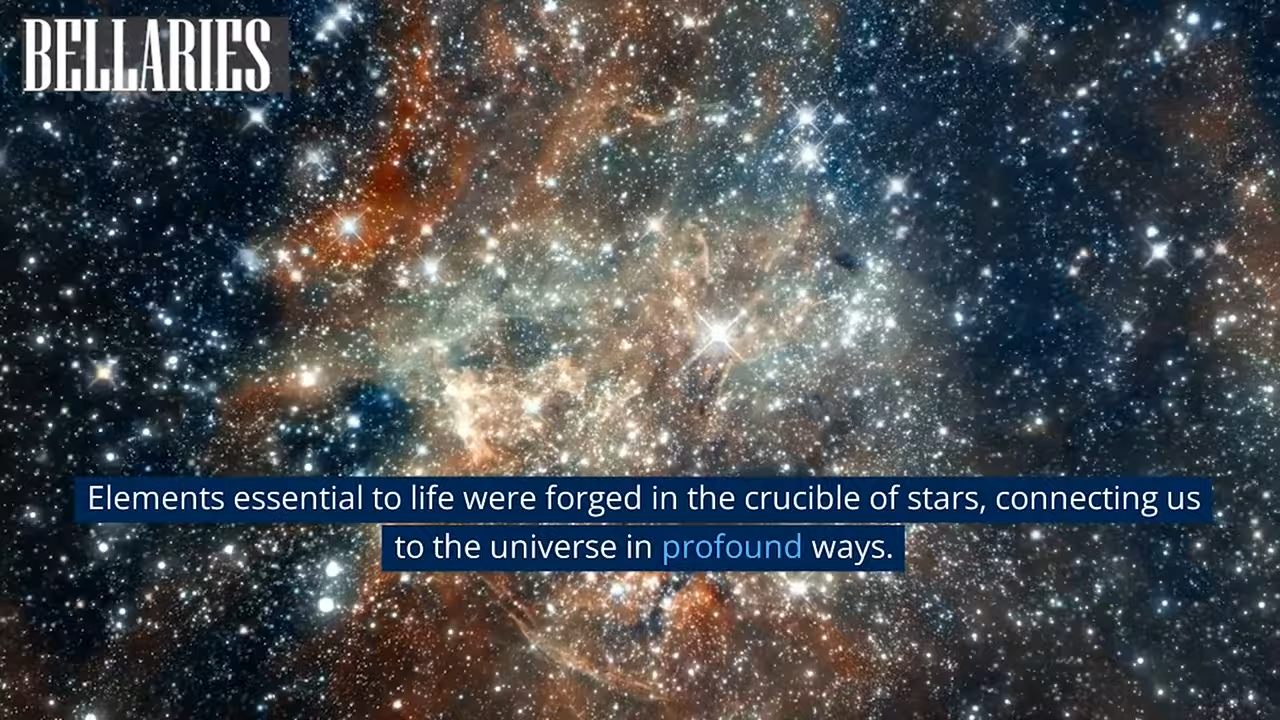 BELLARIES
Elements essential to life were forged in the crucible of stars, connecting us
to the universe in profound ways.